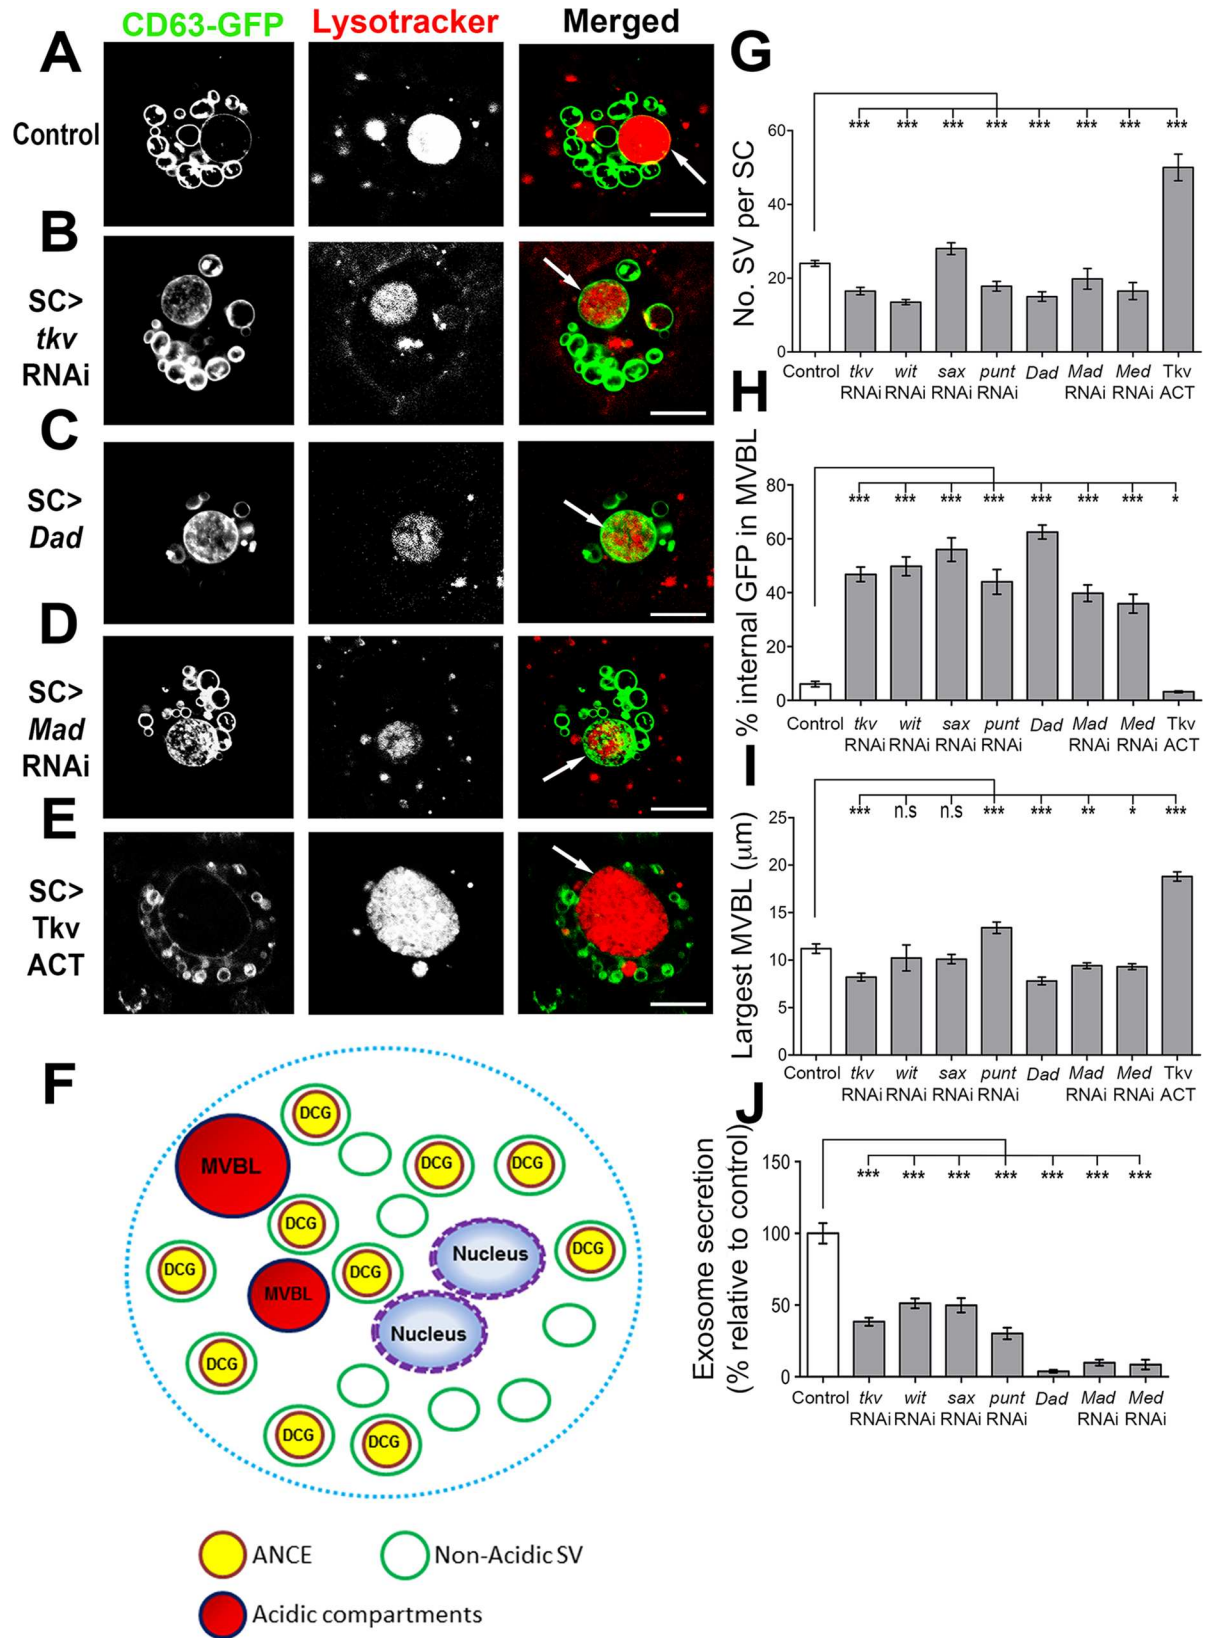 CD63-GFP Lysotracker Merged
A
Control
B
SC>
tkv
RNAi
C
SC>
Dad
D
SC>
Mad
RNAi
E
SC>
Tkv
ACT
F
DCG
MVBL
DCG
DCG
DCG
DCG
DCG
DCG
MVBL
Nucleus
Nucleus
DCG
DCG
DCG
ANCE
Non-Acidic SV
Acidic compartments
G
No. SV per SC
*** *** *** *** *** *** *** ***
60
40
20
0
Control tkv wit sax punt Dad Mad Med Tkv
RNAi RNAi RNAi RNAi RNAi RNAi ACT
H
% internal GFP in MVBL
*** *** *** *** *** *** *** *
80
60
40
20
0
Control tkv wit sax punt Dad Mad Med Tkv
RNAi RNAi RNAi RNAi RNAi RNAi ACT
I
Largest MVBL (µm)
*** n.s n.s *** *** ** * ***
25
20
15
10
5
0
Control tkv wit sax punt Dad Mad Med Tkv
RNAi RNAi RNAi RNAi RNAi RNAi ACT
J
Exosome secretion
(% relative to control)
*** *** *** *** *** *** ***
150
100
50
0
Control tkv wit sax punt Dad Mad Med
RNAi RNAi RNAi RNAi RNAi RNAi